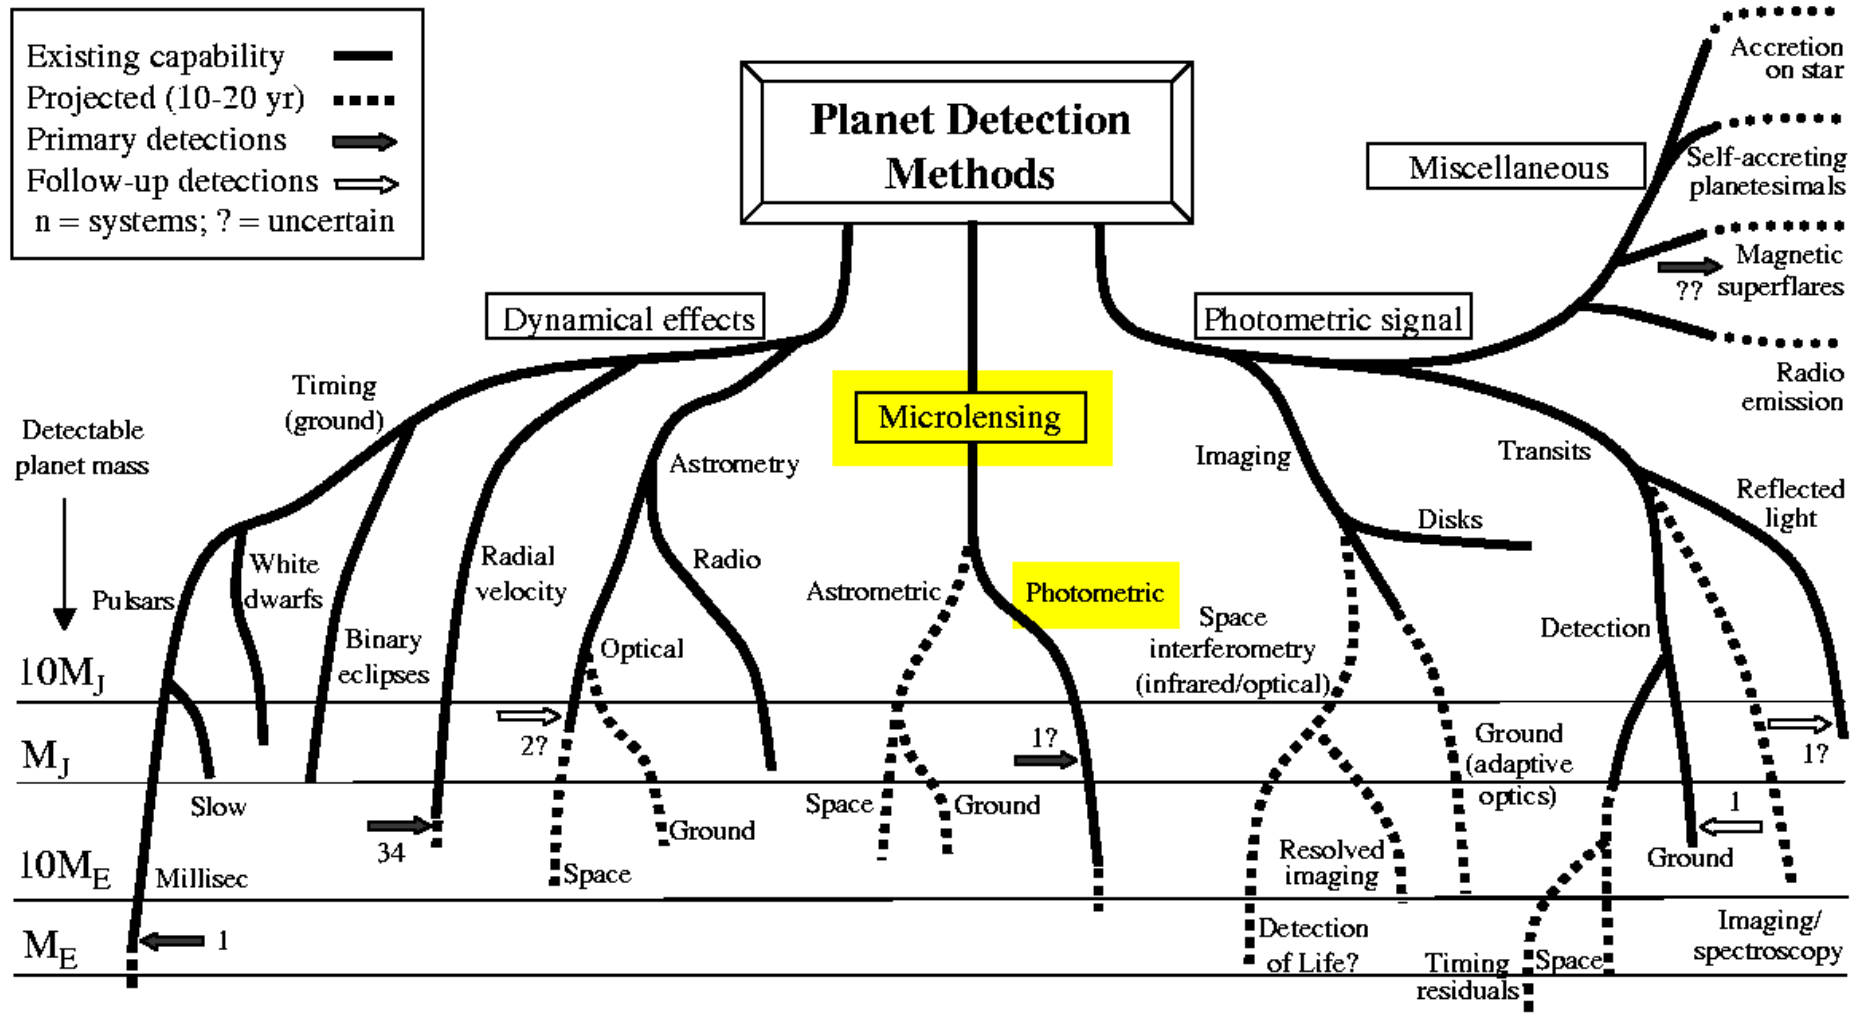 Existing capability
Projected (10-20 yr)
Primary detections
Follow-up detections
n = systems; ? = uncertain
Planet Detection
Methods
Accretion
on star
Miscellaneous
Self-accreting
planetesimals
Magnetic
superflares
??
Radio
emission
Dynamical effects
Photometric signal
Microlensing
Timing
(ground)
Detectable
planet mass
Astrometry
Imaging
Transits
Reflected
light
Disks
White
dwarfs
Pulsars
Radial
velocity
Radio
Astrometric
Photometric
Space
interferometry
(infrared/optical)
Detection
Binary
eclipses
Optical
10MJ
2?
1?
Ground
(adaptive
optics)
1?
MJ
Slow
Space
Ground
Ground
34
1
Ground
10ME
Millisec
Space
Resolved
imaging
ME
1
Detection
of Life?
Timing
residuals
Space
Imaging/
spectroscopy